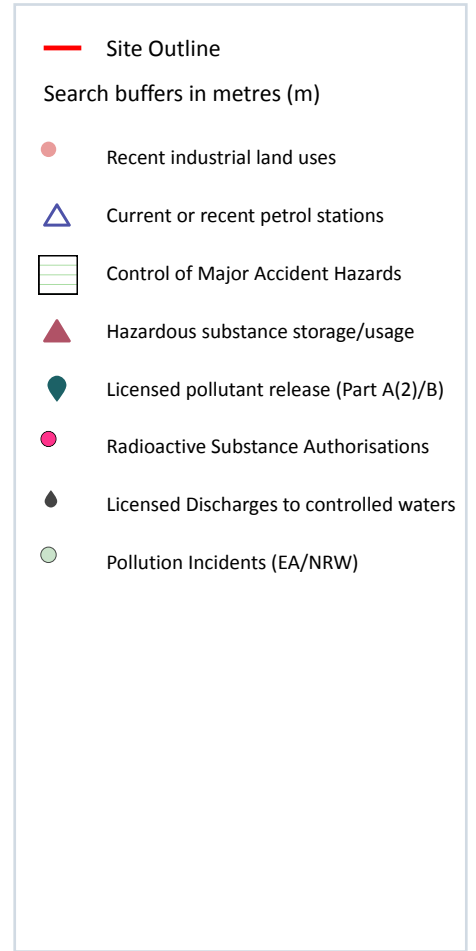 Site Outline
Search buffers in metres (m)
Recent industrial land uses
Current or recent petrol stations
Control of Major Accident Hazards
Hazardous substance storage/usage
Licensed pollutant release (Part A(2)/B)
Radioactive Substance Authorisations
Licensed Discharges to controlled waters
Pollution Incidents (EA/NRW)